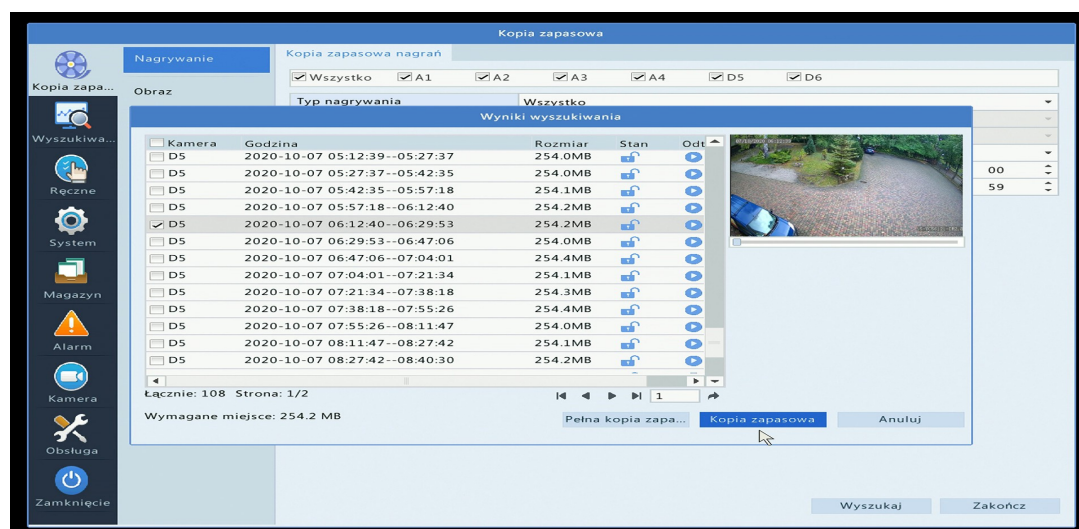 Kopia zapasowa
Kopia zapa...
Wyszukiwa...
Ręczne
System
Magazyn
Alarm
Kamera
Obsługa
Zamknięcie
Nagrywanie
Obraz
Kopia zapasowa nagrań
Wszystko A1 A2 A3 A4 D5 D6
Typ nagrywania Wszystko
00
59
Wyniki wyszukiwania
Kamera Godzina Rozmiar Stan Odt
D5 2020-10-07 05:12:39--05:27:37 254.0MB
D5 2020-10-07 05:27:37--05:42:35 254.0MB
D5 2020-10-07 05:42:35--05:57:18 254.1MB
D5 2020-10-07 05:57:18--06:12:40 254.2MB
D5 2020-10-07 06:12:40--06:29:53 254.2MB
D5 2020-10-07 06:29:53--06:47:06 254.0MB
D5 2020-10-07 06:47:06--07:04:01 254.4MB
D5 2020-10-07 07:04:01--07:21:34 254.1MB
D5 2020-10-07 07:21:34--07:38:18 254.3MB
D5 2020-10-07 07:38:18--07:55:26 254.4MB
D5 2020-10-07 07:55:26--08:11:47 254.0MB
D5 2020-10-07 08:11:47--08:27:42 254.1MB
D5 2020-10-07 08:27:42--08:40:30 254.2MB
Łącznie: 108 Strona: 1/2 1
Wymagane miejsce: 254.2 MB
Pełna kopia zapa... Kopia zapasowa Anuluj
Wyszukaj Zakończ